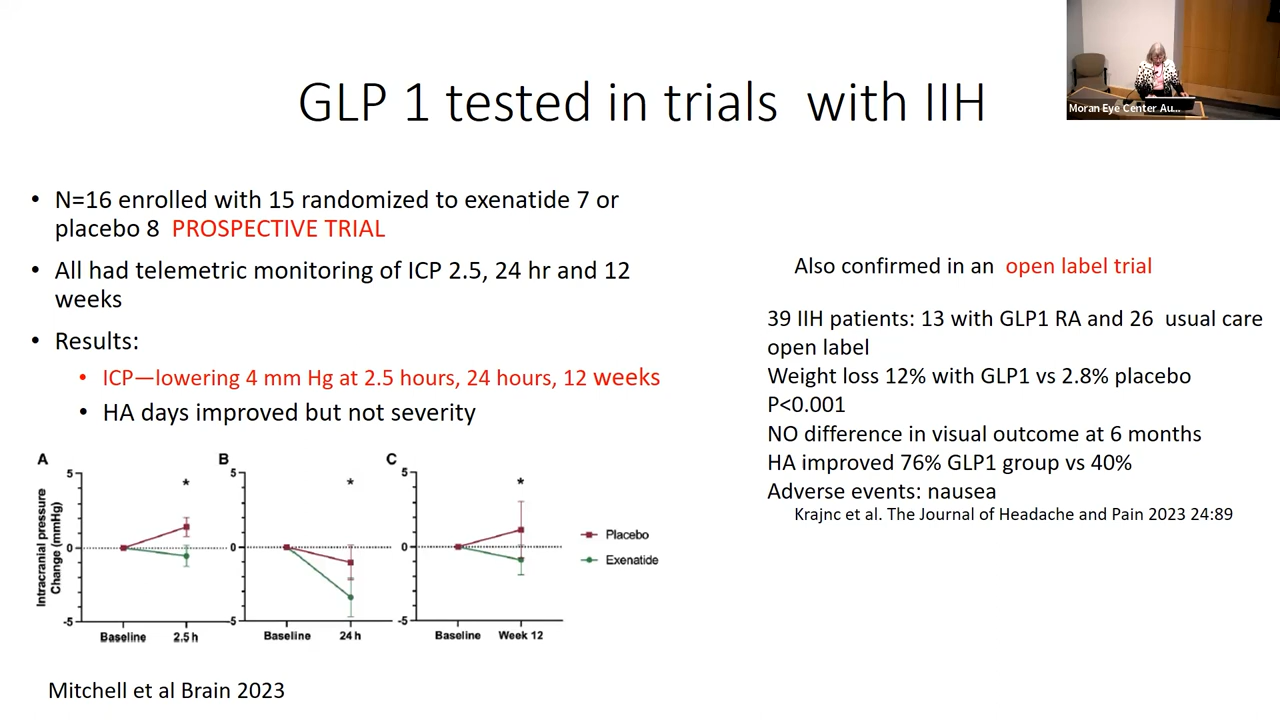 GLP 1 tested in trials with IIH
Moran Eye Center Au...
• N=16 enrolled with 15 randomized to exenatide 7 or
placebo 8 PROSPECTIVE TRIAL
• All had telemetric monitoring of ICP 2.5, 24 hr and 12
weeks
• Results:
• ICP—lowering 4 mm Hg at 2.5 hours, 24 hours, 12 weeks
• HA days improved but not severity
Also confirmed in an open label trial
39 IIH patients: 13 with GLP1 RA and 26 usual care
open label
Weight loss 12% with GLP1 vs 2.8% placebo
P<0.001
NO difference in visual outcome at 6 months
HA improved 76% GLP1 group vs 40%
Adverse events: nausea
Krajnc et al. The Journal of Headache and Pain 2023 24:89
A
Intracranial pressure
Change (mmHg)
5
0
-5
*
Baseline 2.5 h
B
5
0
-5
*
Baseline 24 h
C
5
0
-5
*
Baseline Week 12
Placebo
Exenatide
Mitchell et al Brain 2023